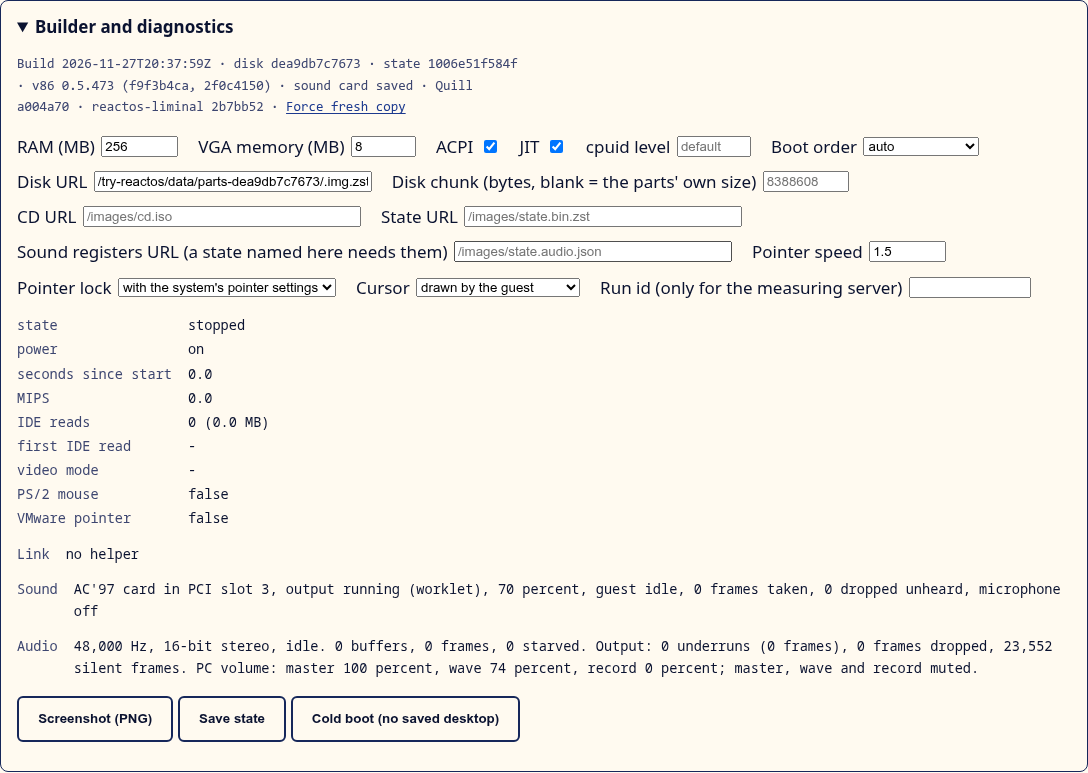 ▼ Builder and diagnostics
Build 2026-11-27T20:37:59Z · disk dea9db7c7673 · state 1006e51f584f
· v86 0.5.473 (f9f3b4ca, 2f0c4150) · sound card saved · Quill
a004a70 · reactos-liminal 2b7bb52 · Force fresh copy
RAM (MB) 256 VGA memory (MB) 8 ACPI JIT cpuid level default Boot order auto
Disk URL /try-reactos/data/parts-dea9db7c7673/.img.zst Disk chunk (bytes, blank = the parts' own size) 8388608
CD URL /images/cd.iso State URL /images/state.bin.zst
Sound registers URL (a state named here needs them) /images/state.audio.json Pointer speed 1.5
Pointer lock with the system's pointer settings Cursor drawn by the guest Run id (only for the measuring server)
state stopped
power on
seconds since start 0.0
MIPS 0.0
IDE reads 0 (0.0 MB)
first IDE read -
video mode -
PS/2 mouse false
VMware pointer false
Link no helper
Sound AC'97 card in PCI slot 3, output running (worklet), 70 percent, guest idle, 0 frames taken, 0 dropped unheard, microphone
off
Audio 48,000 Hz, 16-bit stereo, idle. 0 buffers, 0 frames, 0 starved. Output: 0 underruns (0 frames), 0 frames dropped, 23,552
silent frames. PC volume: master 100 percent, wave 74 percent, record 0 percent; master, wave and record muted.
Screenshot (PNG) Save state Cold boot (no saved desktop)